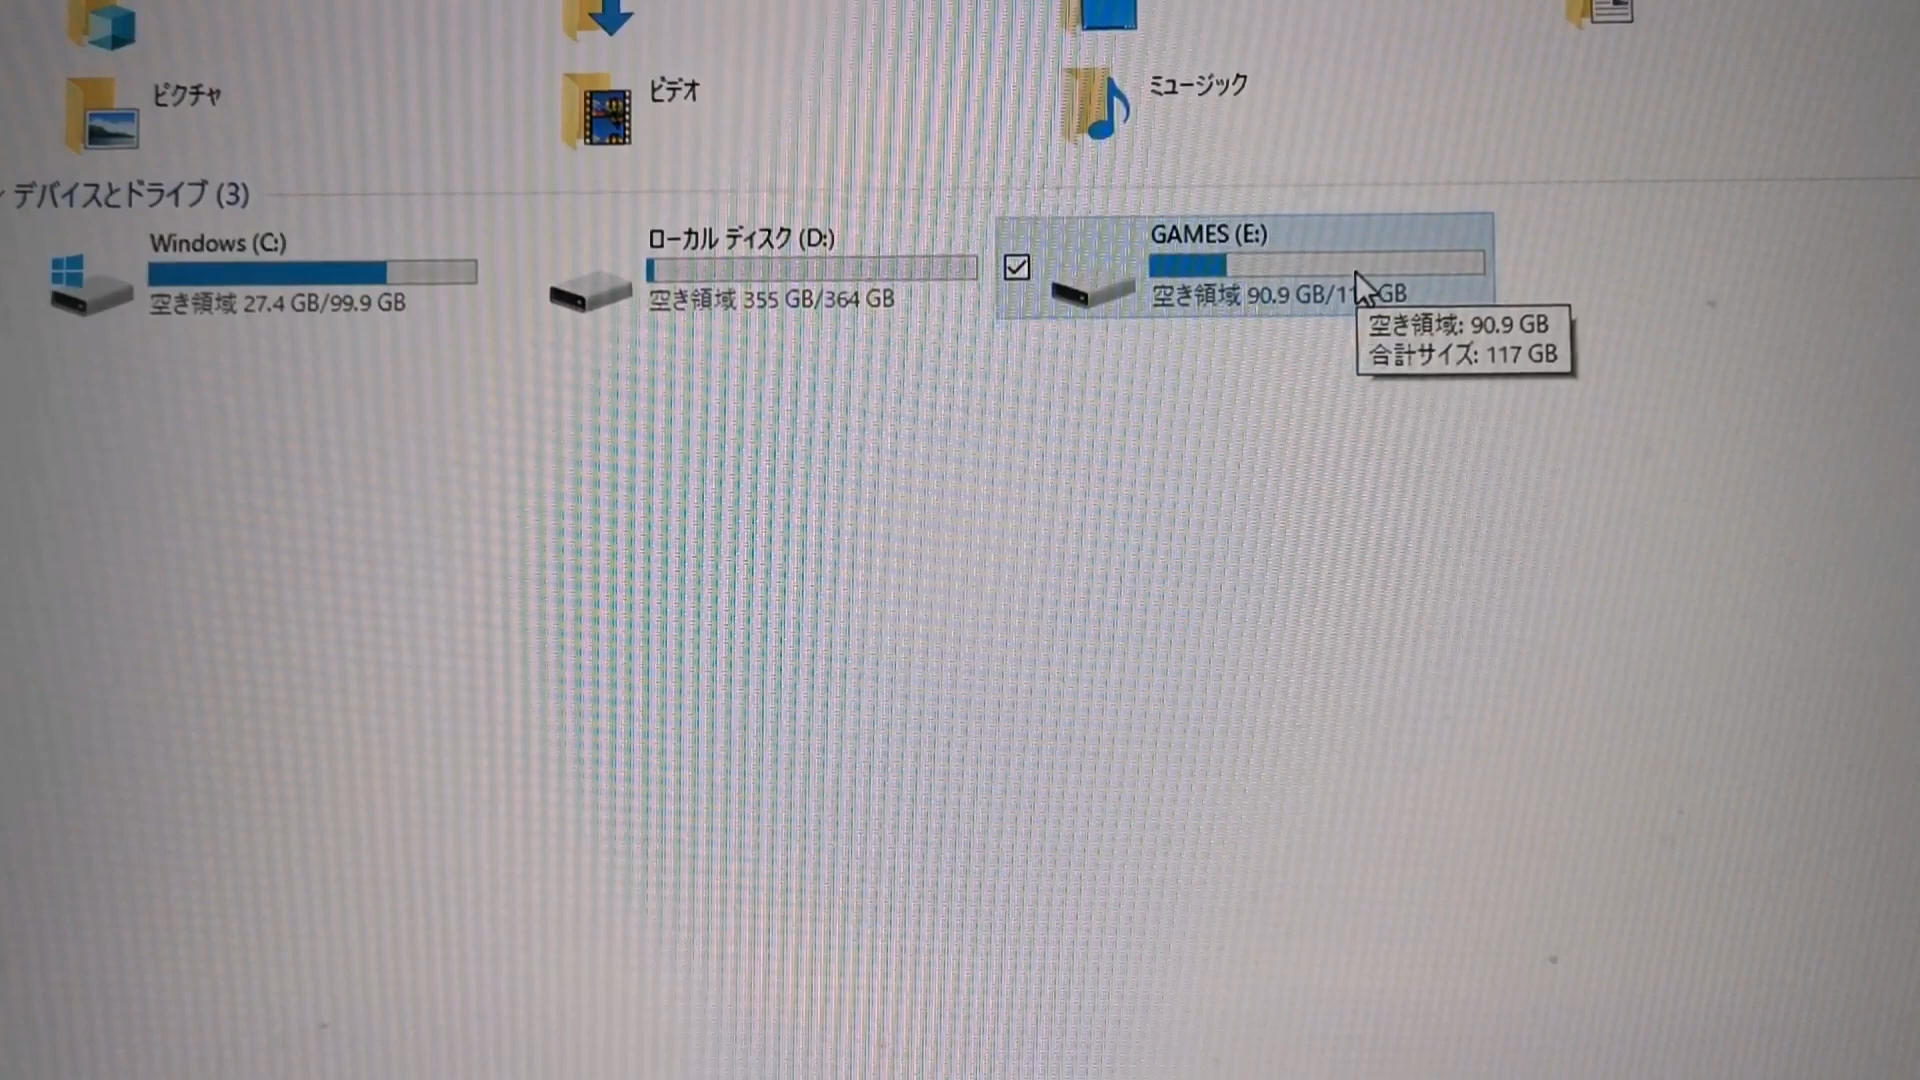 ピクチャ
ビデオ
ミュージック
デバイスとドライブ (3)
Windows (C:)
空き領域 27.4 GB/99.9 GB
ローカル ディスク (D:)
空き領域 355 GB/364 GB
GAMES (E:)
空き領域 90.9 GB/11 GB
空き領域: 90.9 GB
合計サイズ: 117 GB